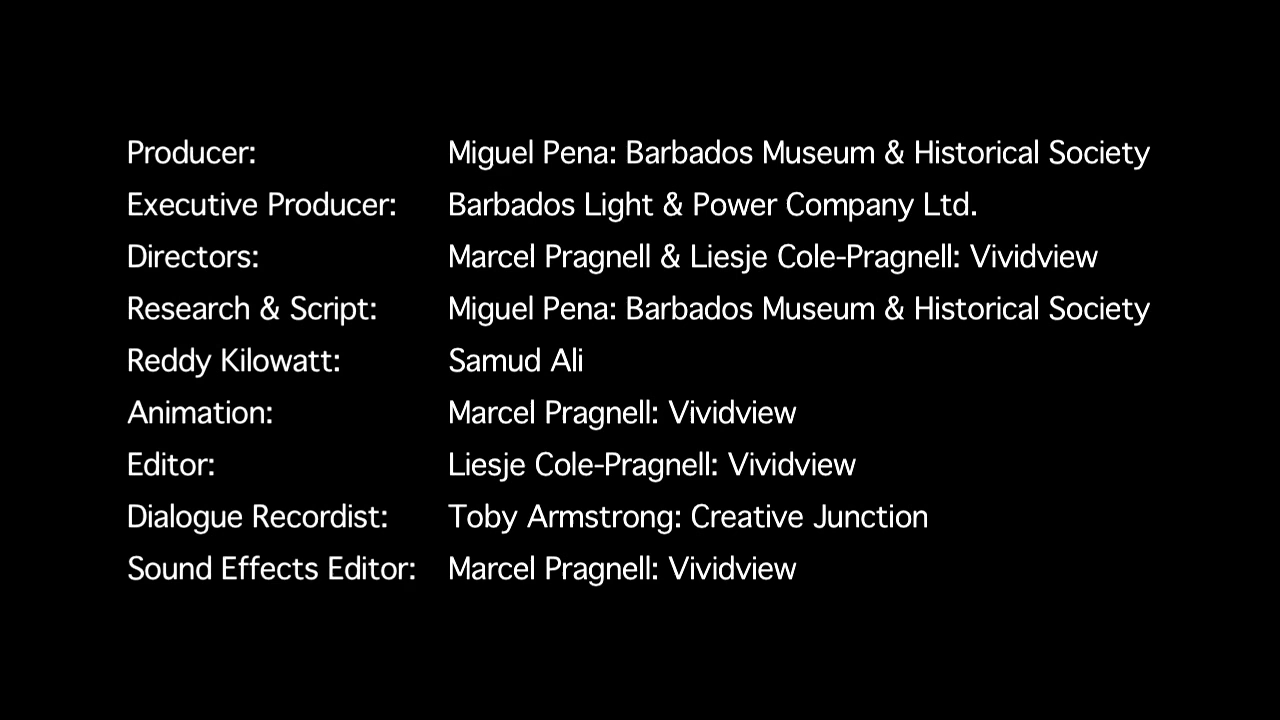 Producer: Miguel Pena: Barbados Museum & Historical Society
Executive Producer: Barbados Light & Power Company Ltd.
Directors: Marcel Pragnell & Liesje Cole-Pragnell: Vividview
Research & Script: Miguel Pena: Barbados Museum & Historical Society
Reddy Kilowatt: Samud Ali
Animation: Marcel Pragnell: Vividview
Editor: Liesje Cole-Pragnell: Vividview
Dialogue Recordist: Toby Armstrong: Creative Junction
Sound Effects Editor: Marcel Pragnell: Vividview